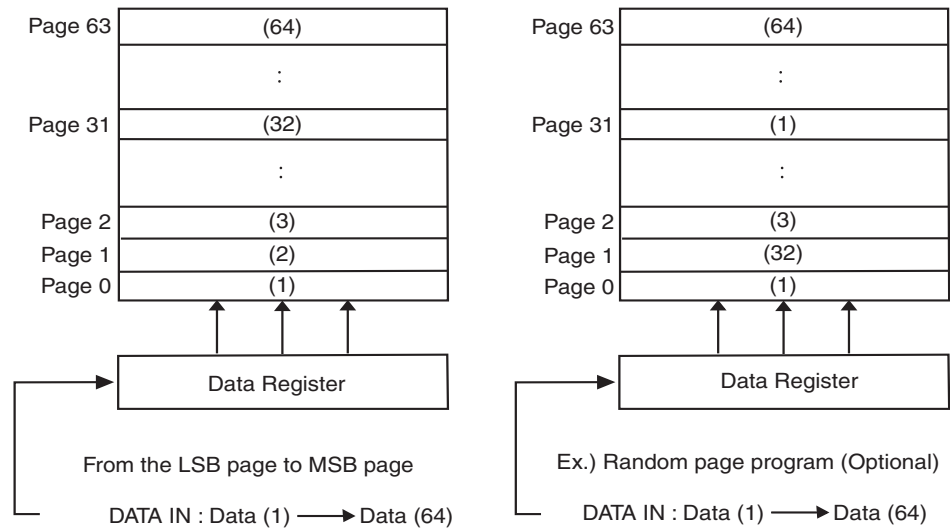 Page 63 (64)
:
Page 31 (32)
:
Page 2 (3)
Page 1 (2)
Page 0 (1)
Data Register
From the LSB page to MSB page
DATA IN : Data (1) Data (64)
Page 63 (64)
:
Page 31 (1)
:
Page 2 (3)
Page 1 (32)
Page 0 (1)
Data Register
Ex.) Random page program (Optional)
DATA IN : Data (1) Data (64)